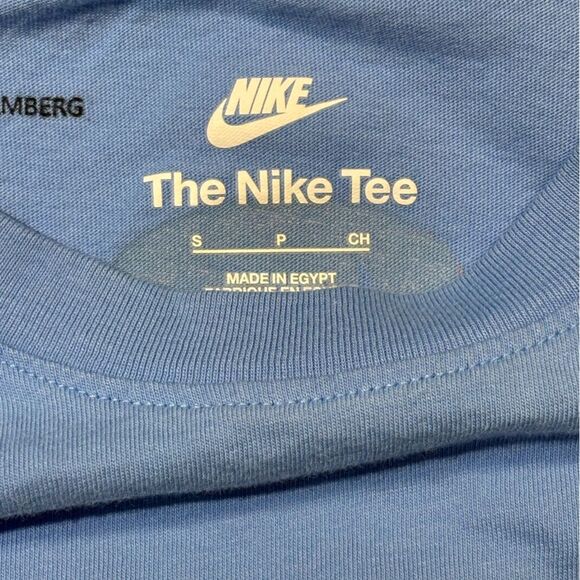 MBERG
NIKE
The Nike Tee
S P CH
MADE IN EGYPT